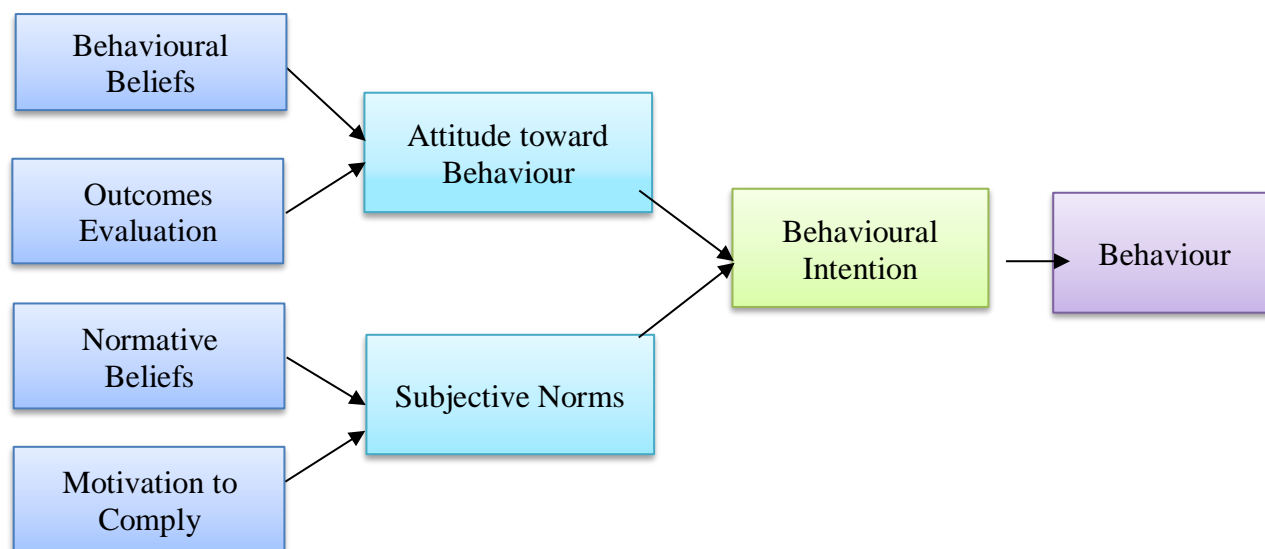 Behavioural
Beliefs
Outcomes
Evaluation
Normative
Beliefs
Motivation to
Comply
Attitude toward
Behaviour
Subjective Norms
Behavioural
Intention
Behaviour